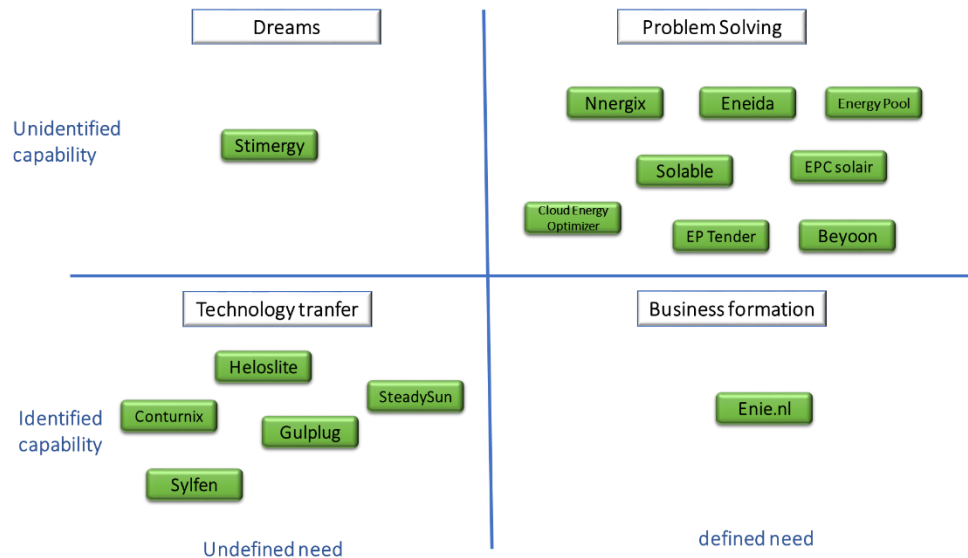 Dreams
Problem Solving
Unidentified
capability
Stimergy
Nnergix
Eneida
Energy Pool
Solable
EPC solair
Cloud Energy
Optimizer
EP Tender
Beyoon
Technology tranfer
Business formation
Identified
capability
Heloslite
SteadySun
Conturnix
Gulplug
Sylfen
Enie.nl
Undefined need
defined need